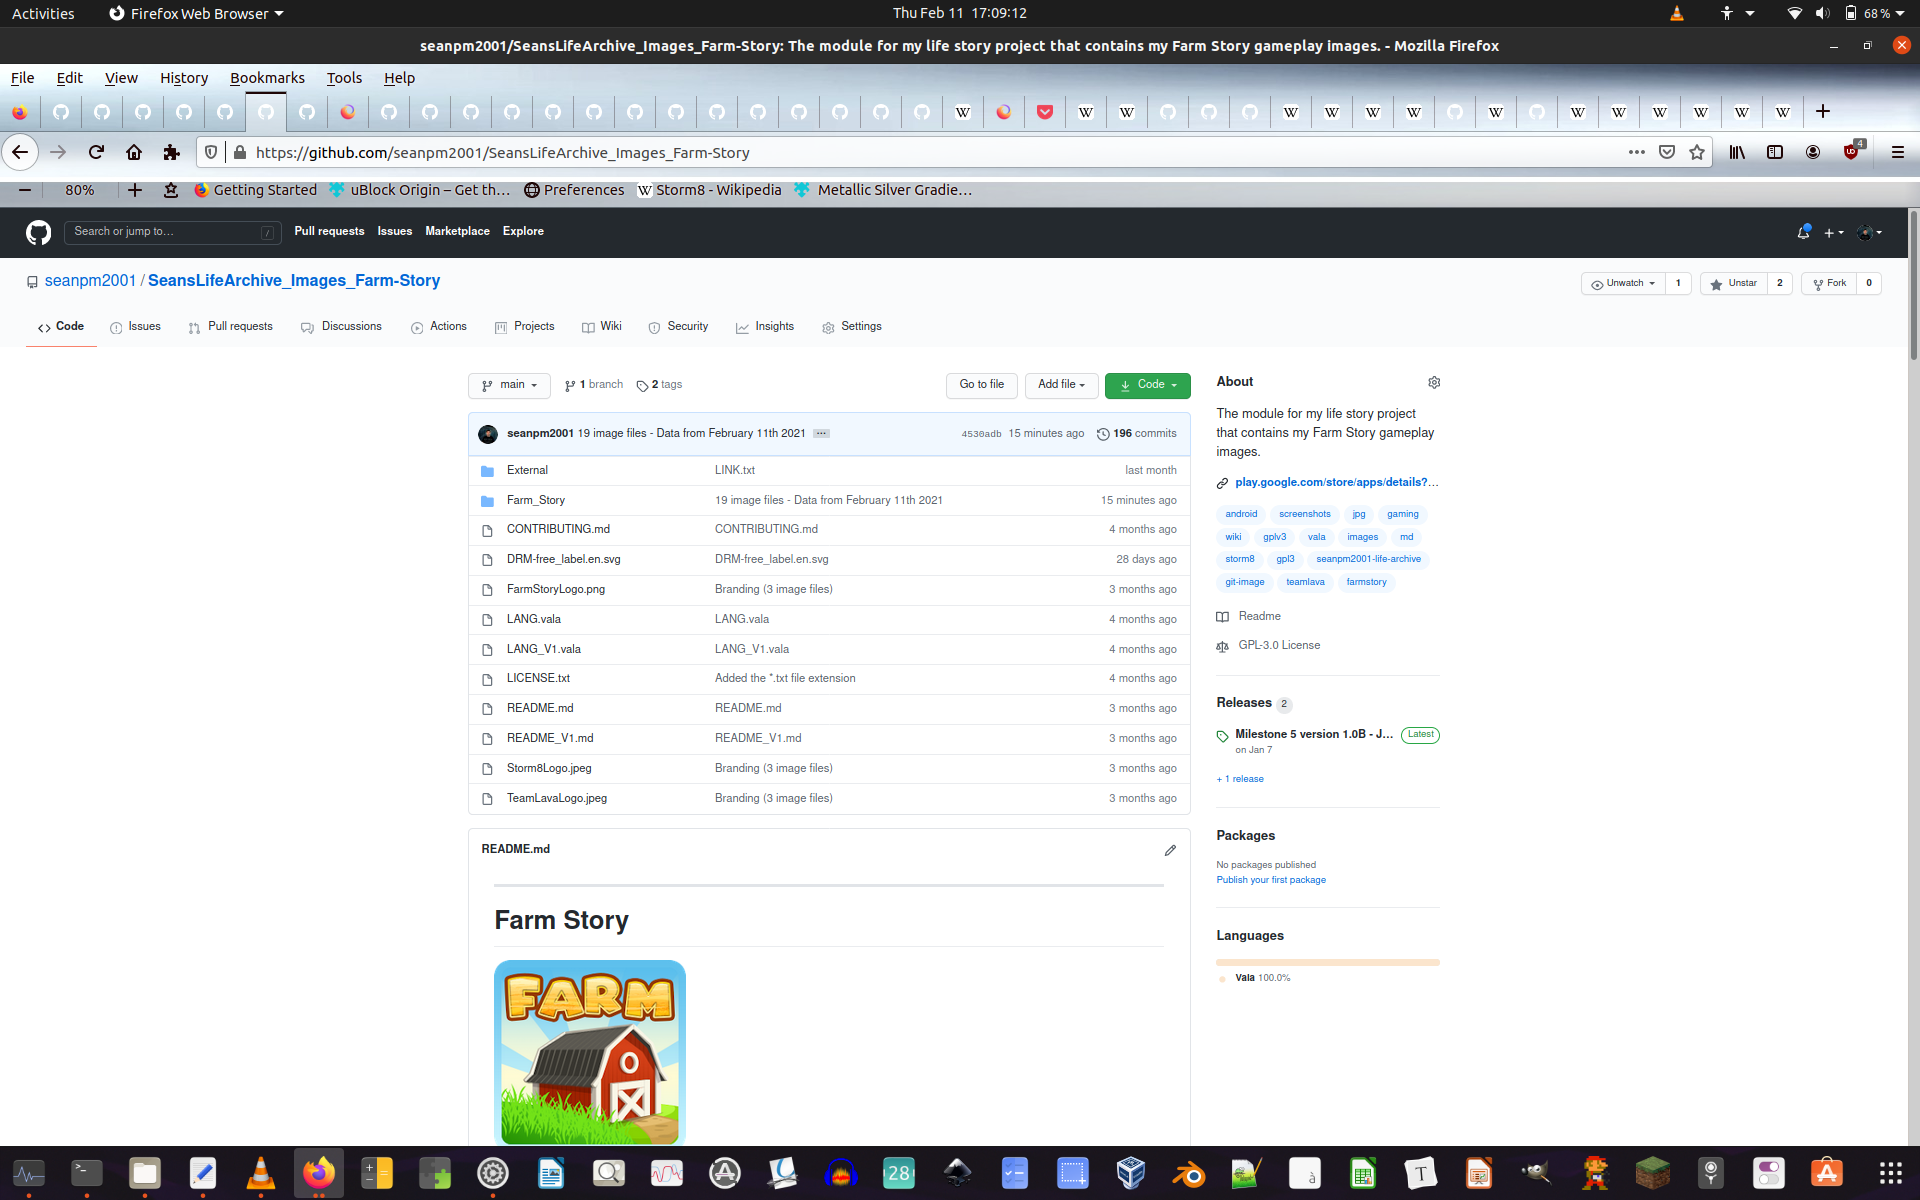 Activities Firefox Web Browser Thu Feb 11 17:09:12 68 %
seanpm2001/SeansLifeArchive_Images_Farm-Story: The module for my life story project that contains my Farm Story gameplay images. - Mozilla Firefox
File Edit View History Bookmarks Tools Help
https://github.com/seanpm2001/SeansLifeArchive_Images_Farm-Story 4
80% Getting Started uBlock Origin – Get th… Preferences Storm8 - Wikipedia Metallic Silver Gradie…
Search or jump to… / Pull requests Issues Marketplace Explore
seanpm2001 / SeansLifeArchive_Images_Farm-Story Unwatch 1 Unstar 2 Fork 0
Code Issues Pull requests Discussions Actions Projects Wiki Security Insights Settings
main 1 branch 2 tags Go to file Add file Code
seanpm2001 19 image files - Data from February 11th 2021 4530adb 15 minutes ago 196 commits
External LINK.txt last month
Farm_Story 19 image files - Data from February 11th 2021 15 minutes ago
CONTRIBUTING.md CONTRIBUTING.md 4 months ago
DRM-free_label.en.svg DRM-free_label.en.svg 28 days ago
FarmStoryLogo.png Branding (3 image files) 3 months ago
LANG.vala LANG.vala 4 months ago
LANG_V1.vala LANG_V1.vala 4 months ago
LICENSE.txt Added the *.txt file extension 4 months ago
README.md README.md 3 months ago
README_V1.md README_V1.md 3 months ago
Storm8Logo.jpeg Branding (3 image files) 3 months ago
TeamLavaLogo.jpeg Branding (3 image files) 3 months ago
README.md
Farm Story
FARM
About
The module for my life story project
that contains my Farm Story gameplay
images.
play.google.com/store/apps/details?…
android screenshots jpg gaming
wiki gplv3 vala images md
storm8 gpl3 seanpm2001-life-archive
git-image teamlava farmstory
Readme
GPL-3.0 License
Releases 2
Milestone 5 version 1.0B - J… Latest
on Jan 7
+ 1 release
Packages
No packages published
Publish your first package
Languages
Vala 100.0%
28